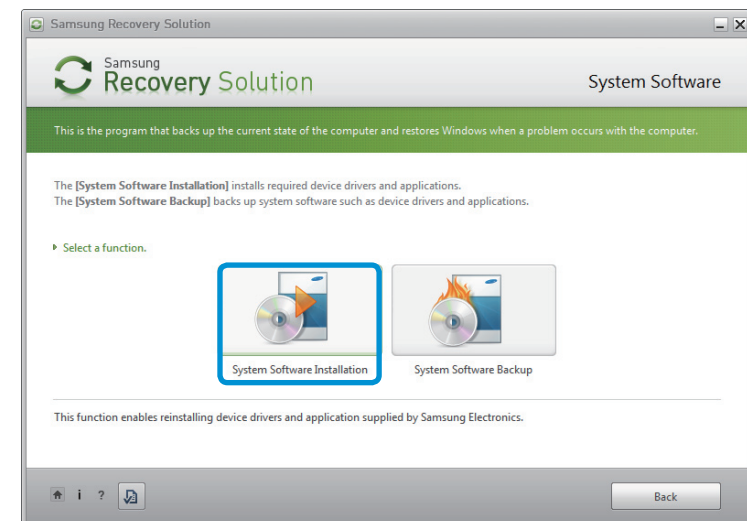 Samsung Recovery Solution
Samsung
Recovery Solution
System Software
This is the program that backs up the current state of the computer and restores Windows when a problem occurs with the computer.
The [System Software Installation] installs required device drivers and applications.
The [System Software Backup] backs up system software such as device drivers and applications.
Select a function.
System Software Installation
System Software Backup
This function enables reinstalling device drivers and application supplied by Samsung Electronics.
i ?
Back